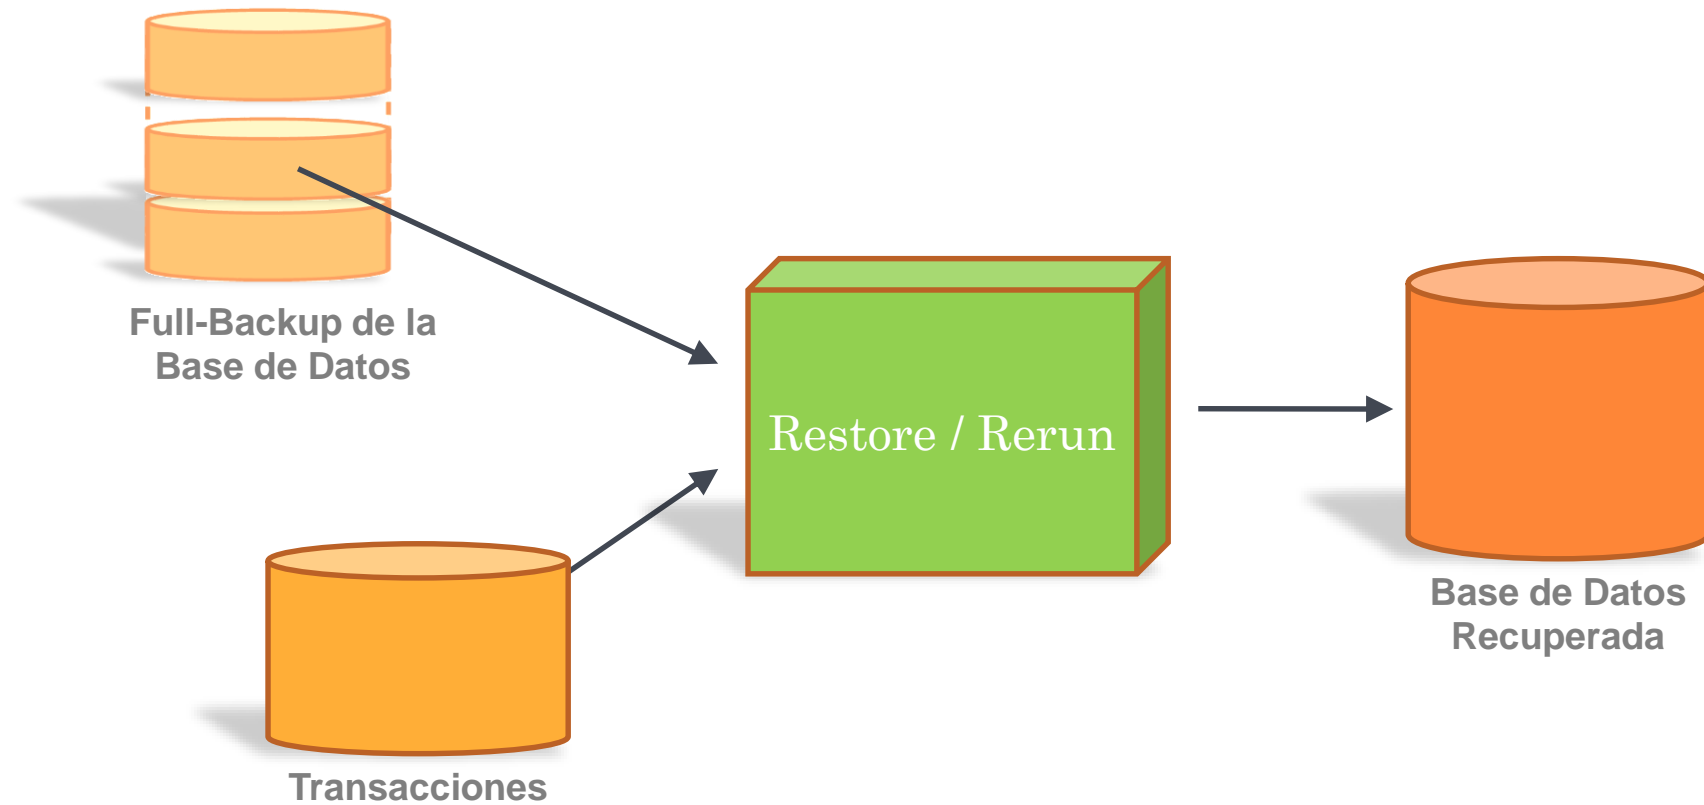 Full-Backup de la
Base de Datos
Restore / Rerun
Base de Datos
Recuperada
Transacciones